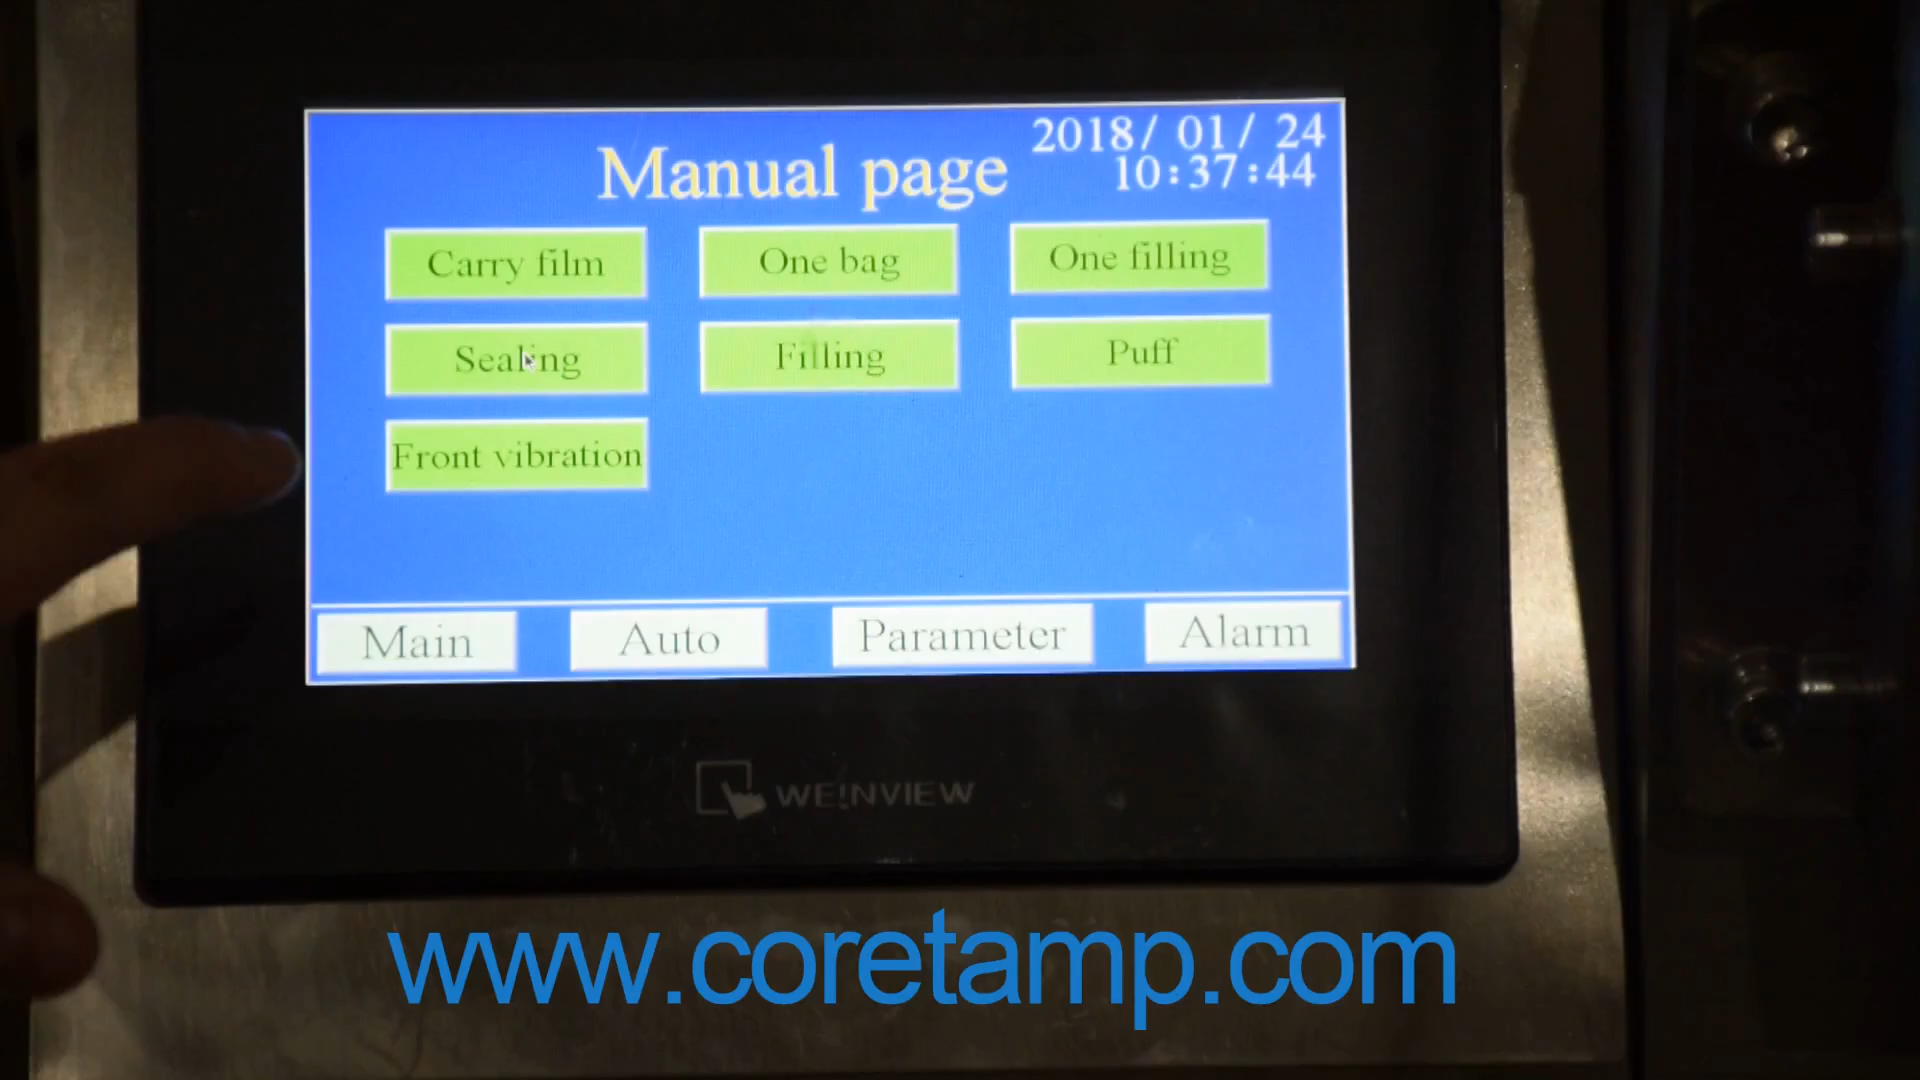 2018/ 01/ 24
Manual page
10:37:44
Carry film
One bag
One filling
Sealing
Filling
Puff
Front vibration
Main
Auto
Parameter
Alarm
WEINVIEW
www.coretamp.com